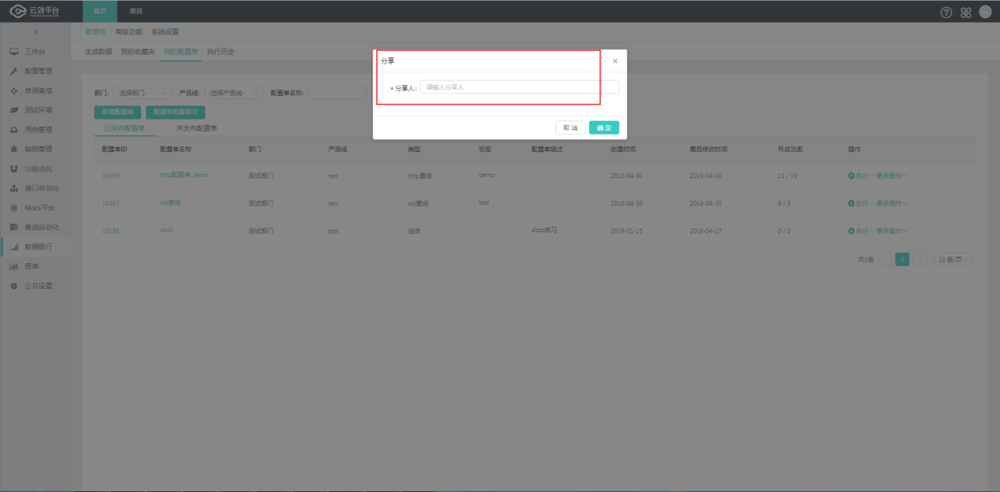 云效平台 首页 项目
数据池 高级功能 系统设置
生成数据 我的收藏夹 我的配置单 执行历史
工作台
配置管理
单测集成
测试环境
用例管理
缺陷管理
UI自动化
接口自动化
Mock平台
集成自动化
数据银行
报表
公共设置
分享
* 分享人: 请输入分享人
取消 确定
部门: -选择部门- 产品线: -选择产品线- 配置单名称:
新增配置单 配置单批量移交
已发布配置单 未发布配置单
配置单ID 配置单名称 部门 产品线 类型 标签 配置单描述 创建时间 最后修改时间 月成功率 操作
10369 http配置单_demo 测试部门 test http查询 demo 2019-04-30 2019-04-30 11 / 19 执行 ···更多操作
10367 sql查询 测试部门 test sql查询 test 2019-04-30 2019-04-30 6 / 9 执行 ···更多操作
10188 zlzlzl 测试部门 test 组合 zlzlzl练习 2019-01-15 2019-04-17 0 / 0 执行 ···更多操作
共3条 1 10 条/页